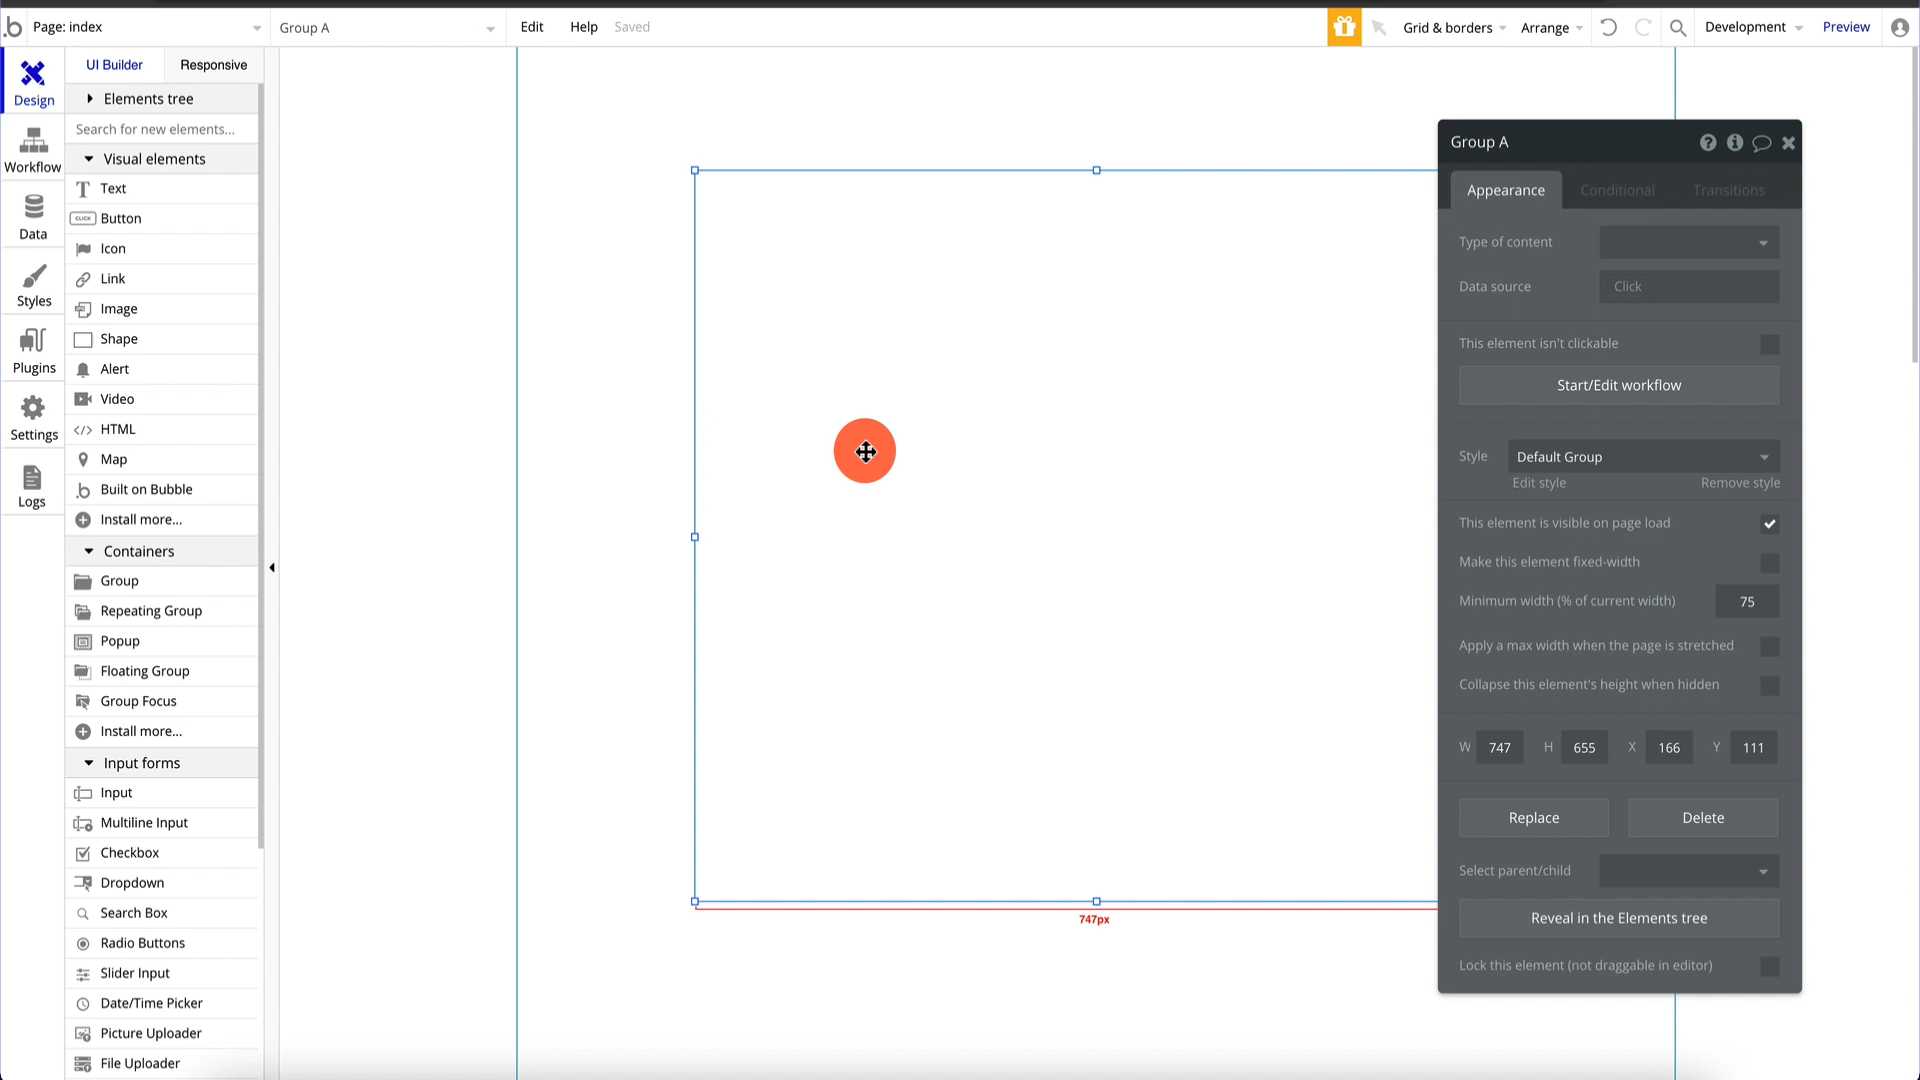 Page: index
Group A
Edit
Help
Saved
Grid & borders
Arrange
Development
Preview
Design
Workflow
Data
Styles
Plugins
Settings
Logs
UI Builder
Responsive
Elements tree
Search for new elements...
Visual elements
Text
CLICK
Button
Icon
Link
Image
Shape
Alert
Video
HTML
Map
Built on Bubble
Install more...
Containers
Group
Repeating Group
Popup
Floating Group
Group Focus
Install more...
Input forms
Input
Multiline Input
Checkbox
Dropdown
Search Box
Radio Buttons
Slider Input
Date/Time Picker
Picture Uploader
File Uploader
747px
Group A
Appearance
Conditional
Transitions
Type of content
Data source
Click
This element isn't clickable
Start/Edit workflow
Style
Default Group
Edit style
Remove style
This element is visible on page load
Make this element fixed-width
Minimum width (% of current width)
75
Apply a max width when the page is stretched
Collapse this element's height when hidden
W 747 H 655 X 166 Y 111
Replace
Delete
Select parent/child
Reveal in the Elements tree
Lock this element (not draggable in editor)